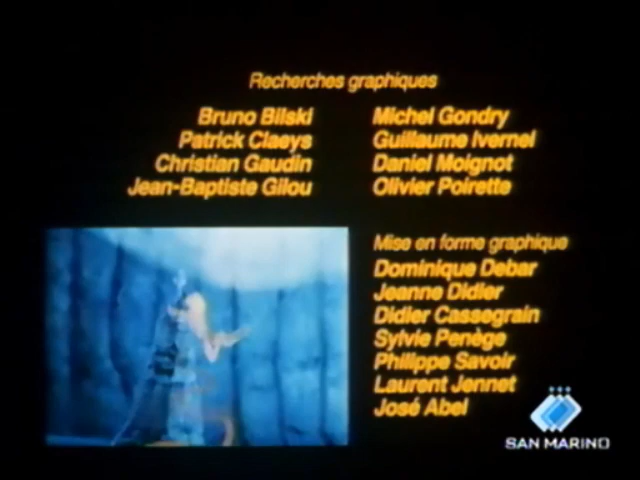 Recherches graphiques
Bruno Bilski
Patrick Claeys
Christian Gaudin
Jean-Baptiste Gilou
Michel Gondry
Guillaume Ivernel
Daniel Moignot
Olivier Poirette
Mise en forme graphique
Dominique Debar
Jeanne Didier
Didier Cassegrain
Sylvie Penège
Philippe Savoir
Laurent Jennet
José Abel
SAN MARINO